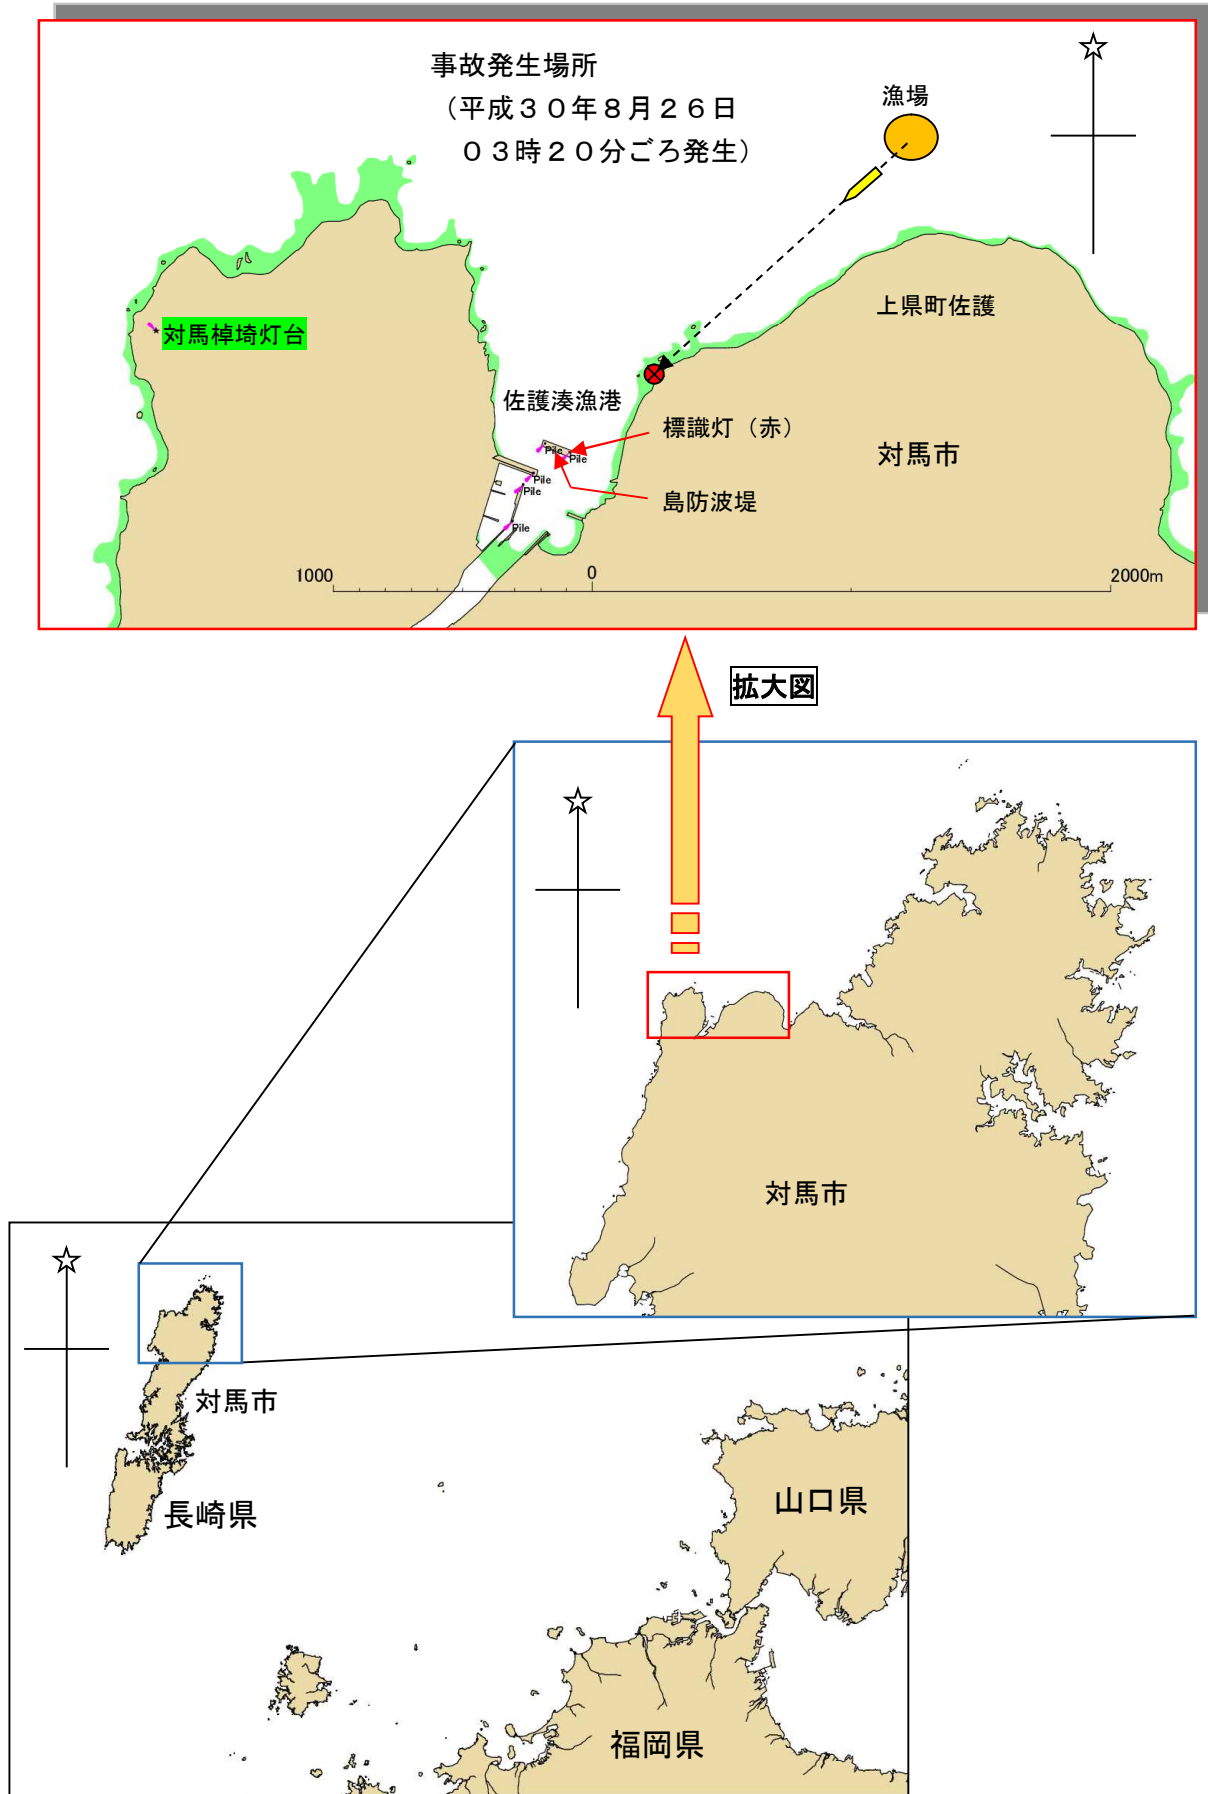 事故発生場所
（平成３０年８月２６日
０３時２０分ごろ発生）
漁場
上県町佐護
対馬棹埼灯台
佐護湊漁港
標識灯（赤）
対馬市
Pile
Pile
Pile
Pile
島防波堤
Pile
1000
0
2000m
拡大図
対馬市
対馬市
長崎県
山口県
福岡県